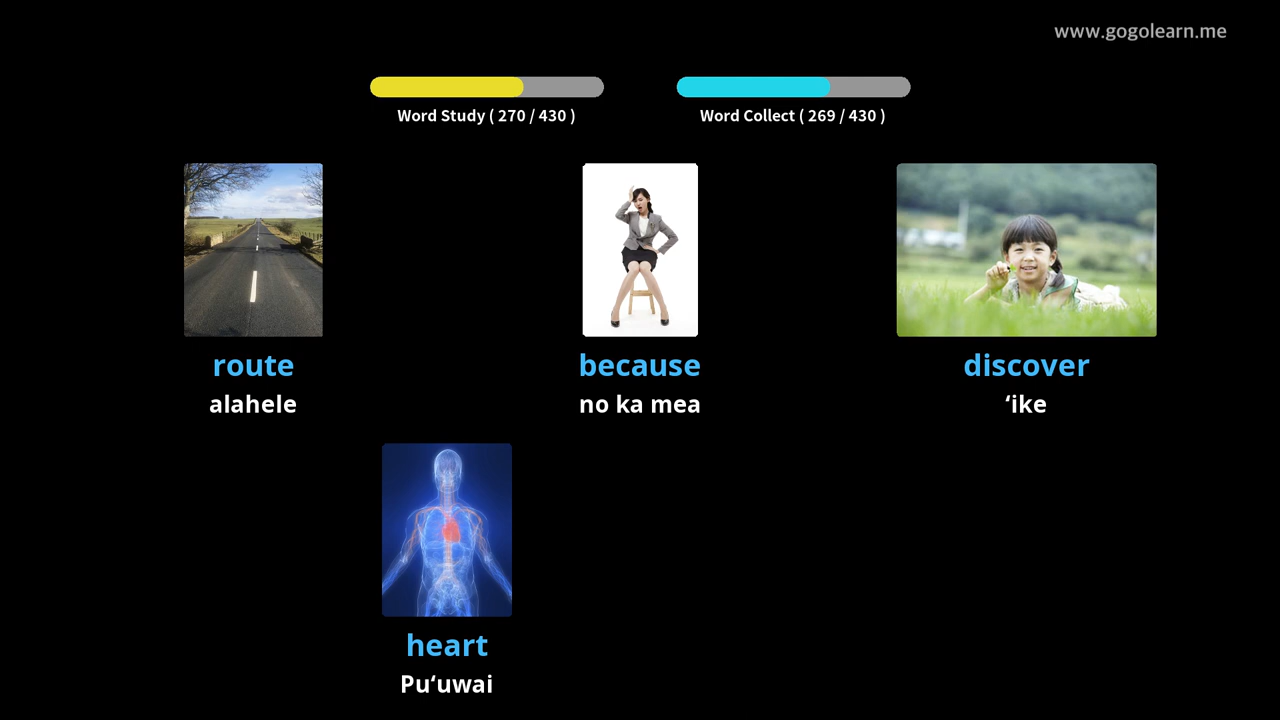 www.gogolearn.me
Word Study ( 270 / 430 )
Word Collect ( 269 / 430 )
route
alahele
because
no ka mea
discover
ʻike
heart
Puʻuwai